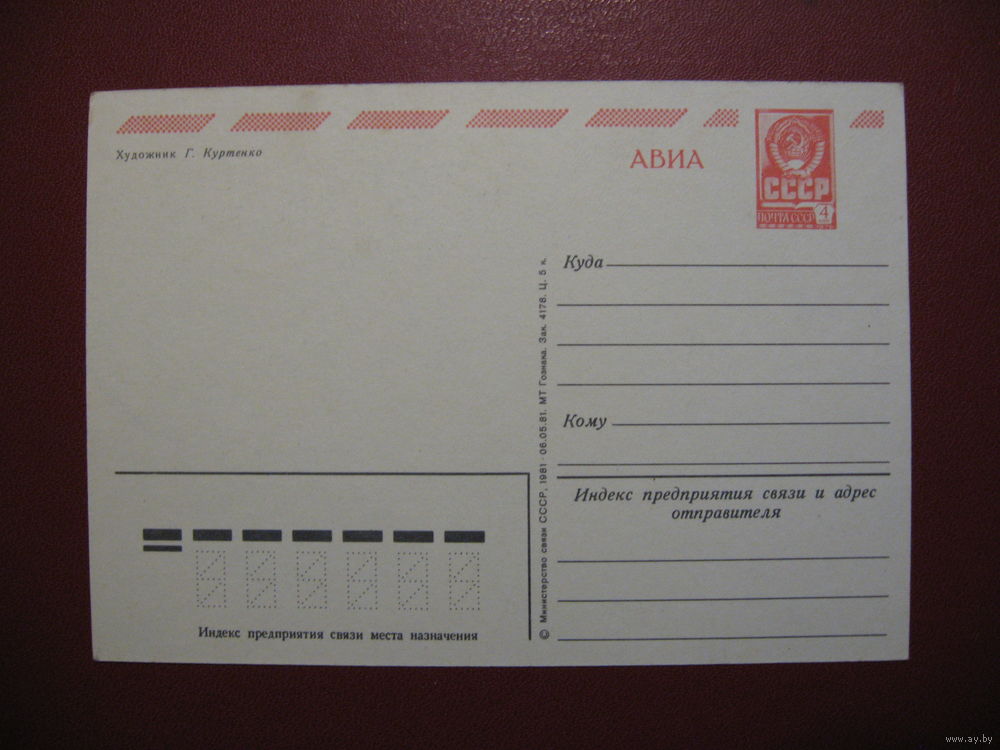 Художник Г. Куртенко
АВИА
СССР
ПОЧТА СССР 4
Куда
Кому
Индекс предприятия связи и адрес
отправителя
© Министерство связи СССР, 1981 · 06.05.81. МТ Гознака. Зак. 4178. Ц. 5 к.
Индекс предприятия связи места назначения
www.ay.by